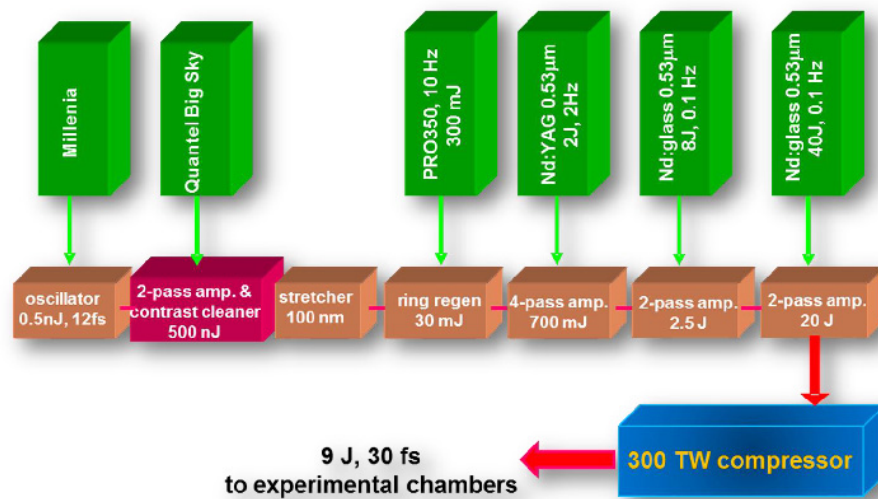 Millenia
Quantel Big Sky
PRO350, 10 Hz
300 mJ
Nd:YAG 0.53µm
2J, 2Hz
Nd:glass 0.53µm
8J, 0.1 Hz
Nd:glass 0.53µm
40J, 0.1 Hz
oscillator
0.5nJ, 12fs
2-pass amp. &
contrast cleaner
500 nJ
stretcher
100 nm
ring regen
30 mJ
4-pass amp.
700 mJ
2-pass amp.
2.5 J
2-pass amp.
20 J
300 TW compressor
9 J, 30 fs
to experimental chambers